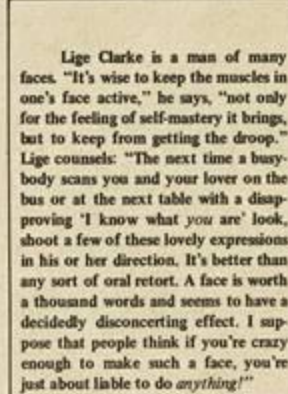 Lige Clarke is a man of many
faces. "It's wise to keep the muscles in
one's face active," he says, "not only
for the feeling of self-mastery it brings,
but to keep from getting the droop."
Lige counsels: "The next time a busy-
body scans you and your lover on the
bus or at the next table with a disap-
proving 'I know what you are' look,
shoot a few of these lovely expressions
in his or her direction. It's better than
any sort of oral retort. A face is worth
a thousand words and seems to have a
decidedly disconcerting effect. I sup-
pose that people think if you're crazy
enough to make such a face, you're
just about liable to do anything!"